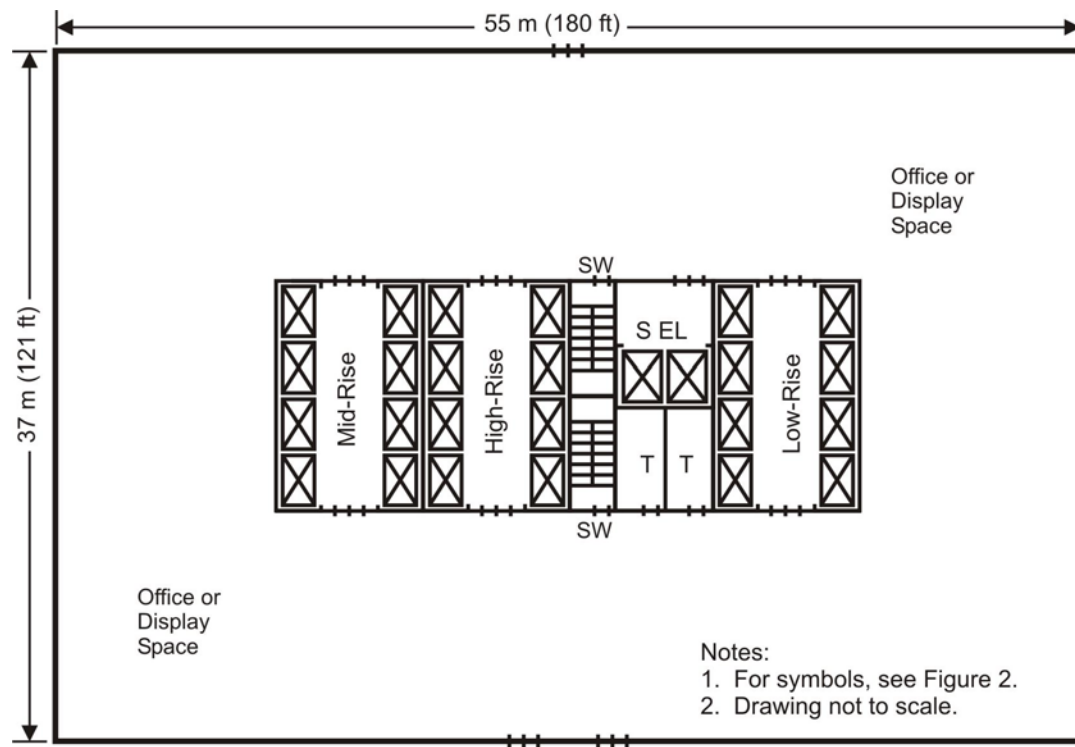 55 m (180 ft)
37 m (121 ft)
Office or
Display
Space
SW
S EL
Mid-Rise
High-Rise
Low-Rise
T
T
SW
Office or
Display
Space
Notes:
1. For symbols, see Figure 2.
2. Drawing not to scale.